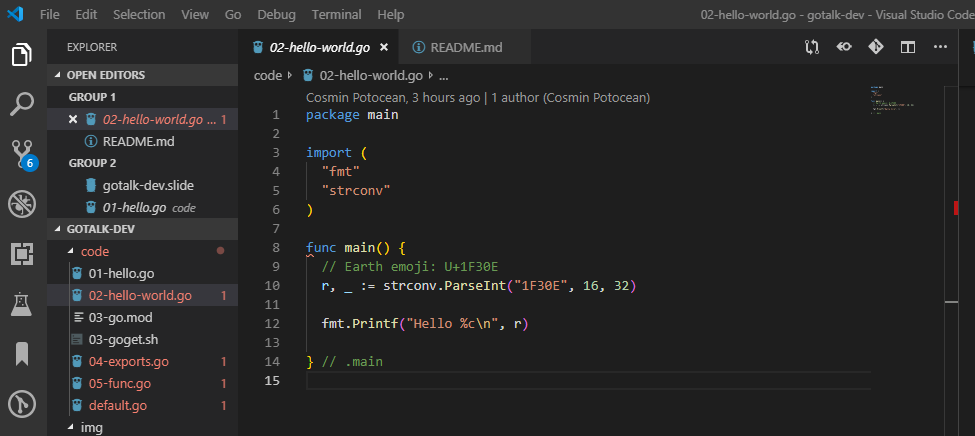 File Edit View Go Debug Terminal Help
02-hello-world.go - gotalk-dev - Visual Studio Code
EXPLORER
OPEN EDITORS
GROUP 1
02-hello-world.go ... 1
README.md
GROUP 2
gotalk-dev.slide
01-hello.go code
GOTALK-DEV
code
01-hello.go
02-hello-world.go 1
03-go.mod
03-goget.sh
04-exports.go 1
05-func.go 1
default.go 1
img
6
02-hello-world.go
README.md
code
02-hello-world.go
...
Cosmin Potocean, 3 hours ago | 1 author (Cosmin Potocean)
1 package main
2
3 import (
4 "fmt"
5 "strconv"
6 )
7
8 func main() {
9 // Earth emoji: U+1F30E
10 r, _ := strconv.ParseInt("1F30E", 16, 32)
11
12 fmt.Printf("Hello %c\n", r)
13
14 } // .main
15